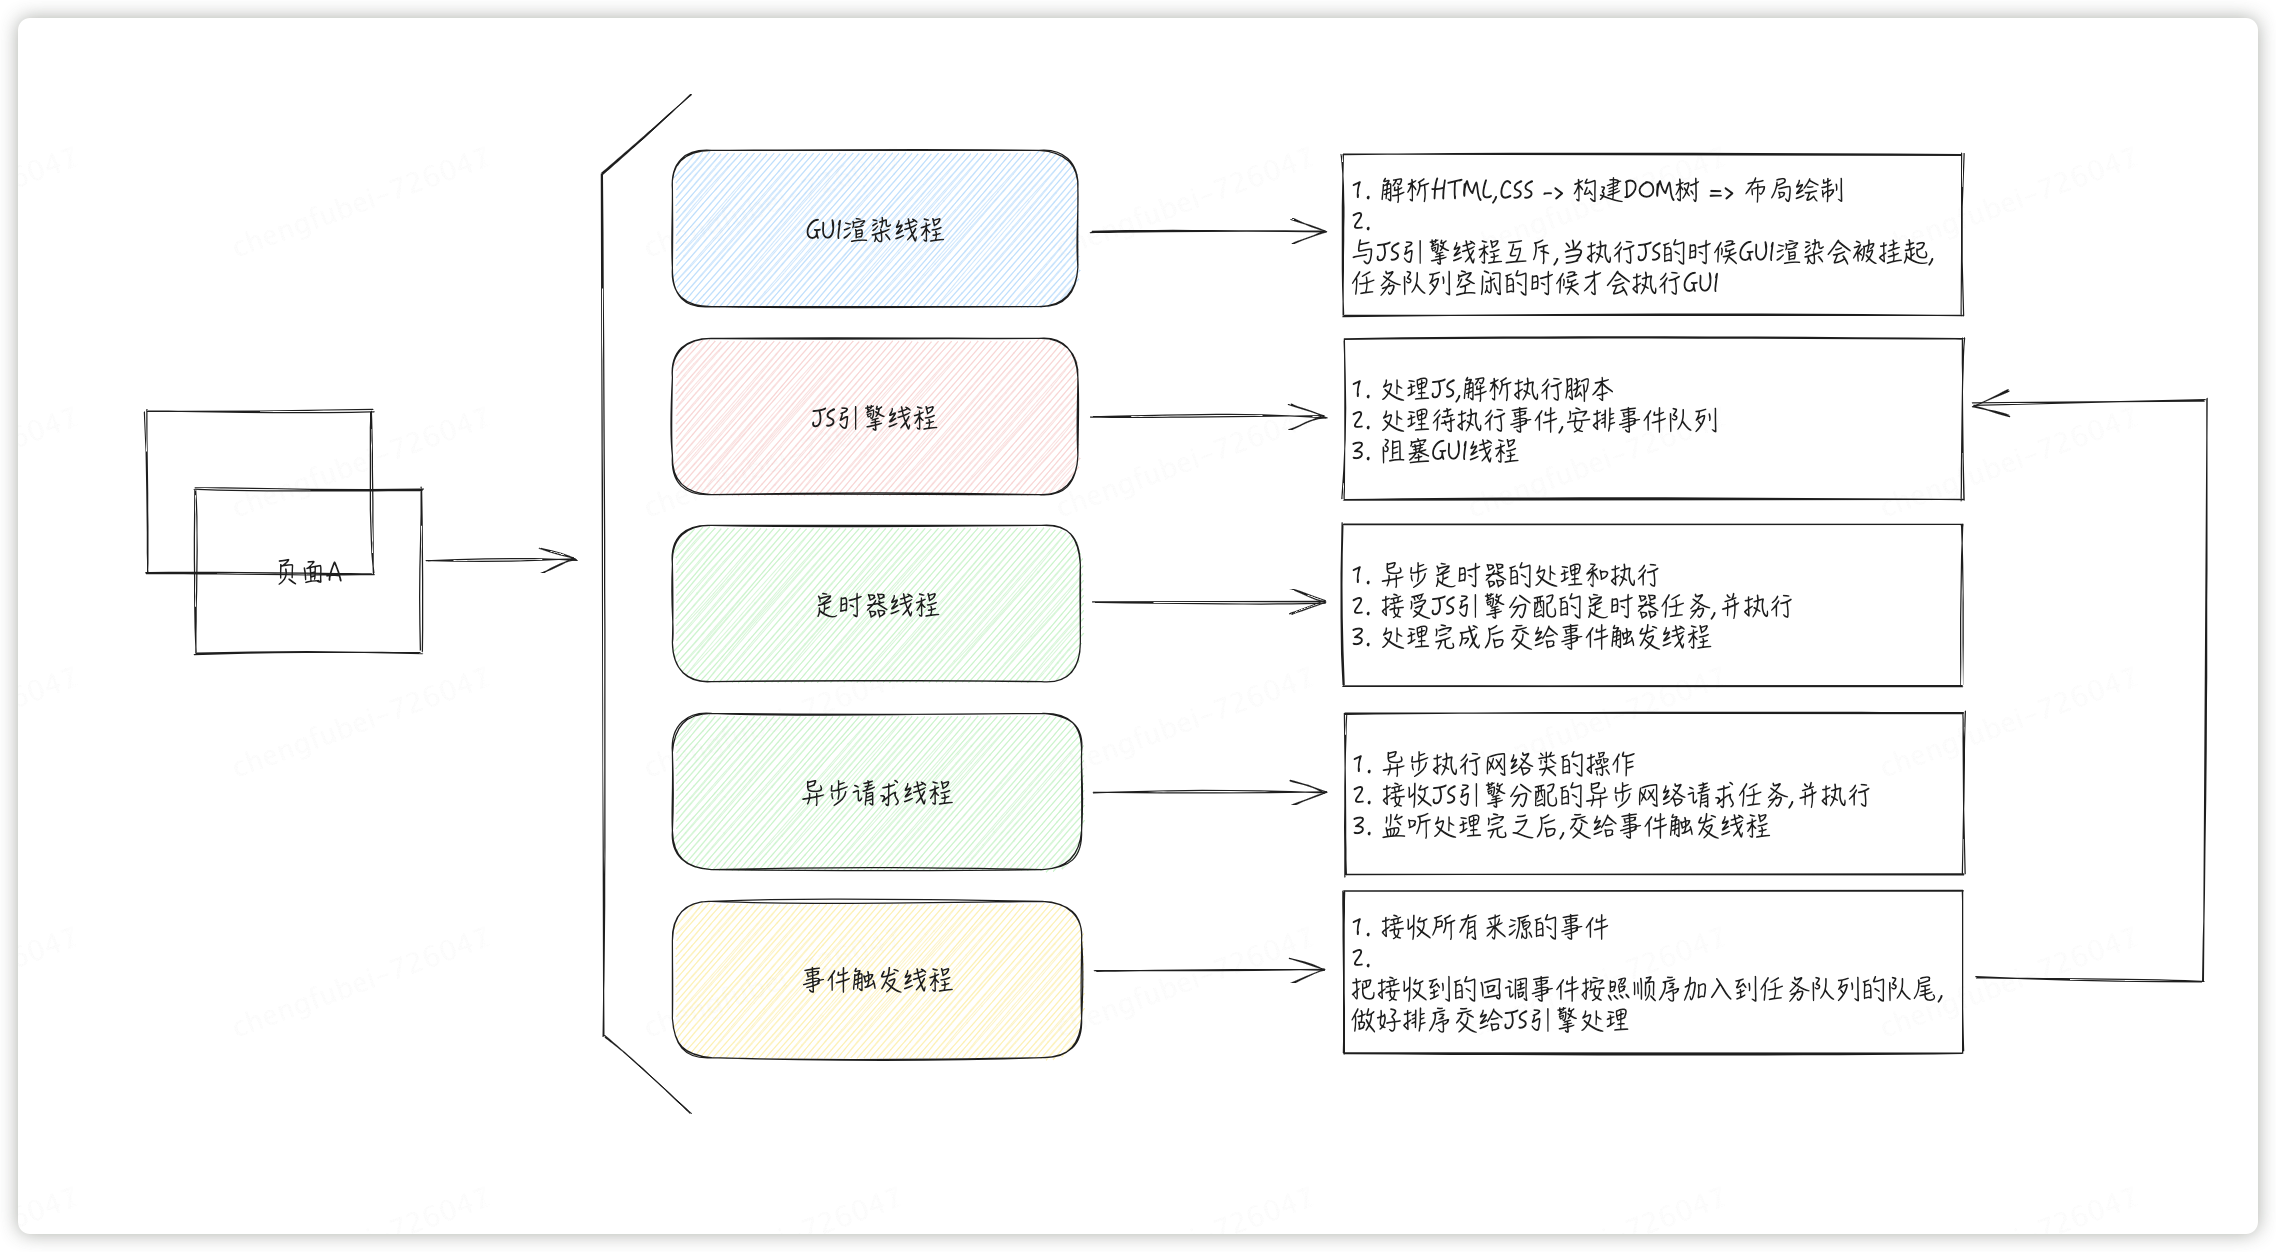 GUI渲染线程
1. 解析HTML,CSS -> 构建DOM树 => 布局绘制
2.
与JS引擎线程互斥,当执行JS的时候GUI渲染会被挂起,
任务队列空闲的时候才会执行GUI
JS引擎线程
1. 处理JS,解析执行脚本
2. 处理待执行事件,安排事件队列
3. 阻塞GUI线程
页面A
定时器线程
1. 异步定时器的处理和执行
2. 接受JS引擎分配的定时器任务,并执行
3. 处理完成后交给事件触发线程
异步请求线程
1. 异步执行网络类的操作
2. 接收JS引擎分配的异步网络请求任务,并执行
3. 监听处理完之后,交给事件触发线程
事件触发线程
1. 接收所有来源的事件
2.
把接收到的回调事件按照顺序加入到任务队列的队尾,
做好排序交给JS引擎处理
chengfubei-726047